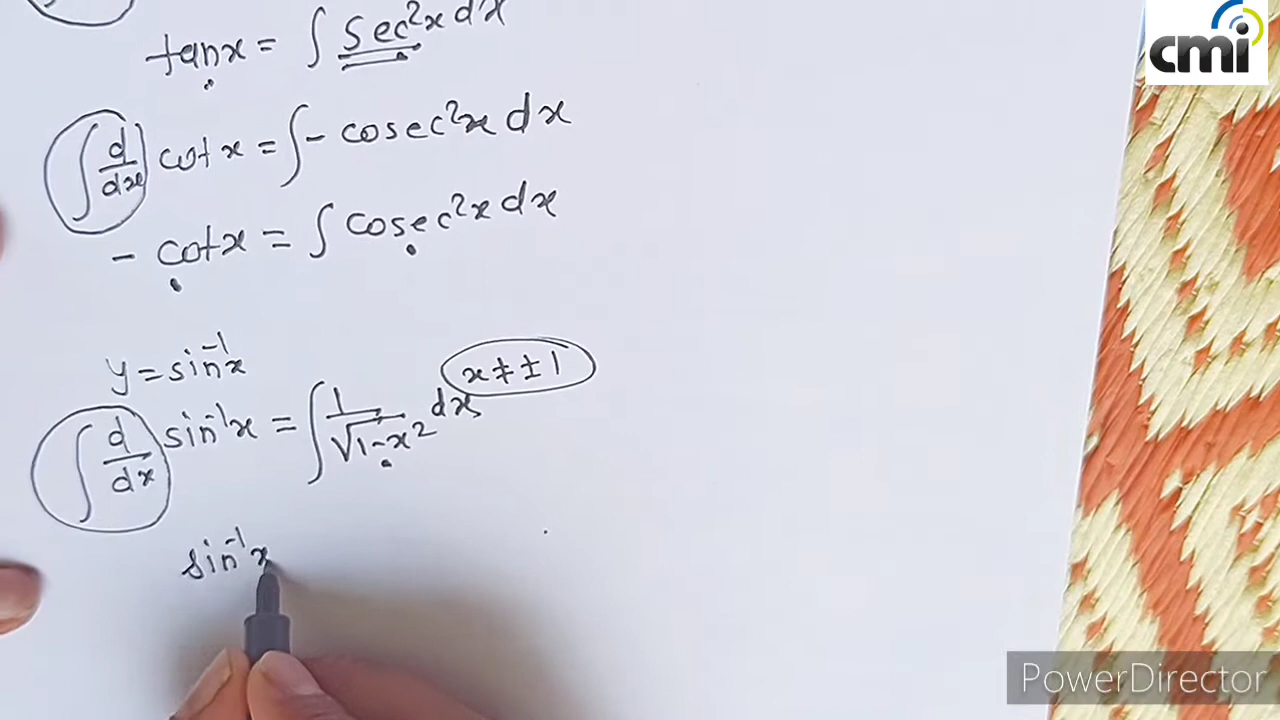 tanx = ∫ sec²x dx
cmi
∫ d/dx cotx = ∫ - cosec²x dx
- cotx = ∫ cosec²x dx
y = sin⁻¹x
x ≠ ± 1
∫ d/dx sin⁻¹x = ∫ 1/√1-x² dx
sin⁻¹x
PowerDirector